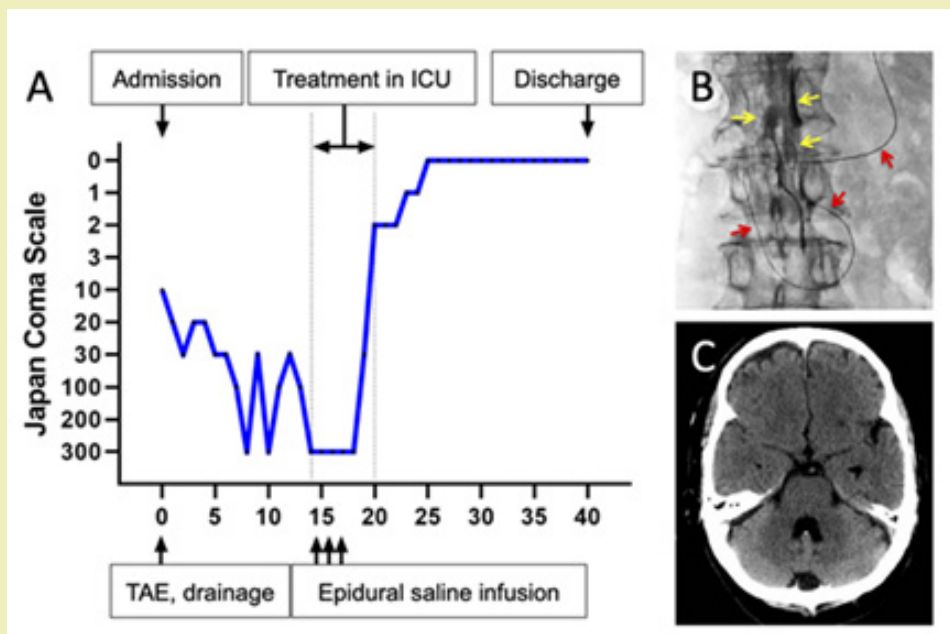 A
Admission
Treatment in ICU
Discharge
Japan Coma Scale
0
1
2
3
10
20
30
100
200
300
0 5 10 15 20 25 30 35 40
TAE, drainage
Epidural saline infusion
B
C